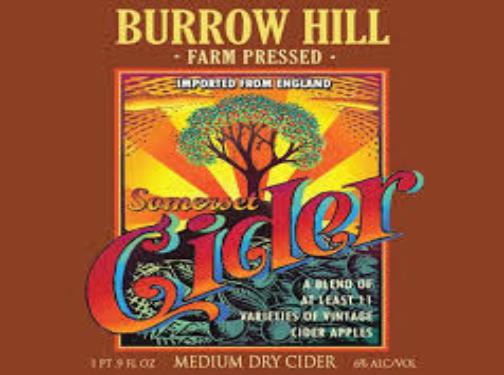 BURROW HILL
- FARM PRESSED -
IMPORTED FROM ENGLAND
Somerset
Cider
A BLEND OF
AT LEAST 11
VARIETIES OF VINTAGE
CIDER APPLES
1 PT .9 FL OZ MEDIUM DRY CIDER 6% ALC/VOL